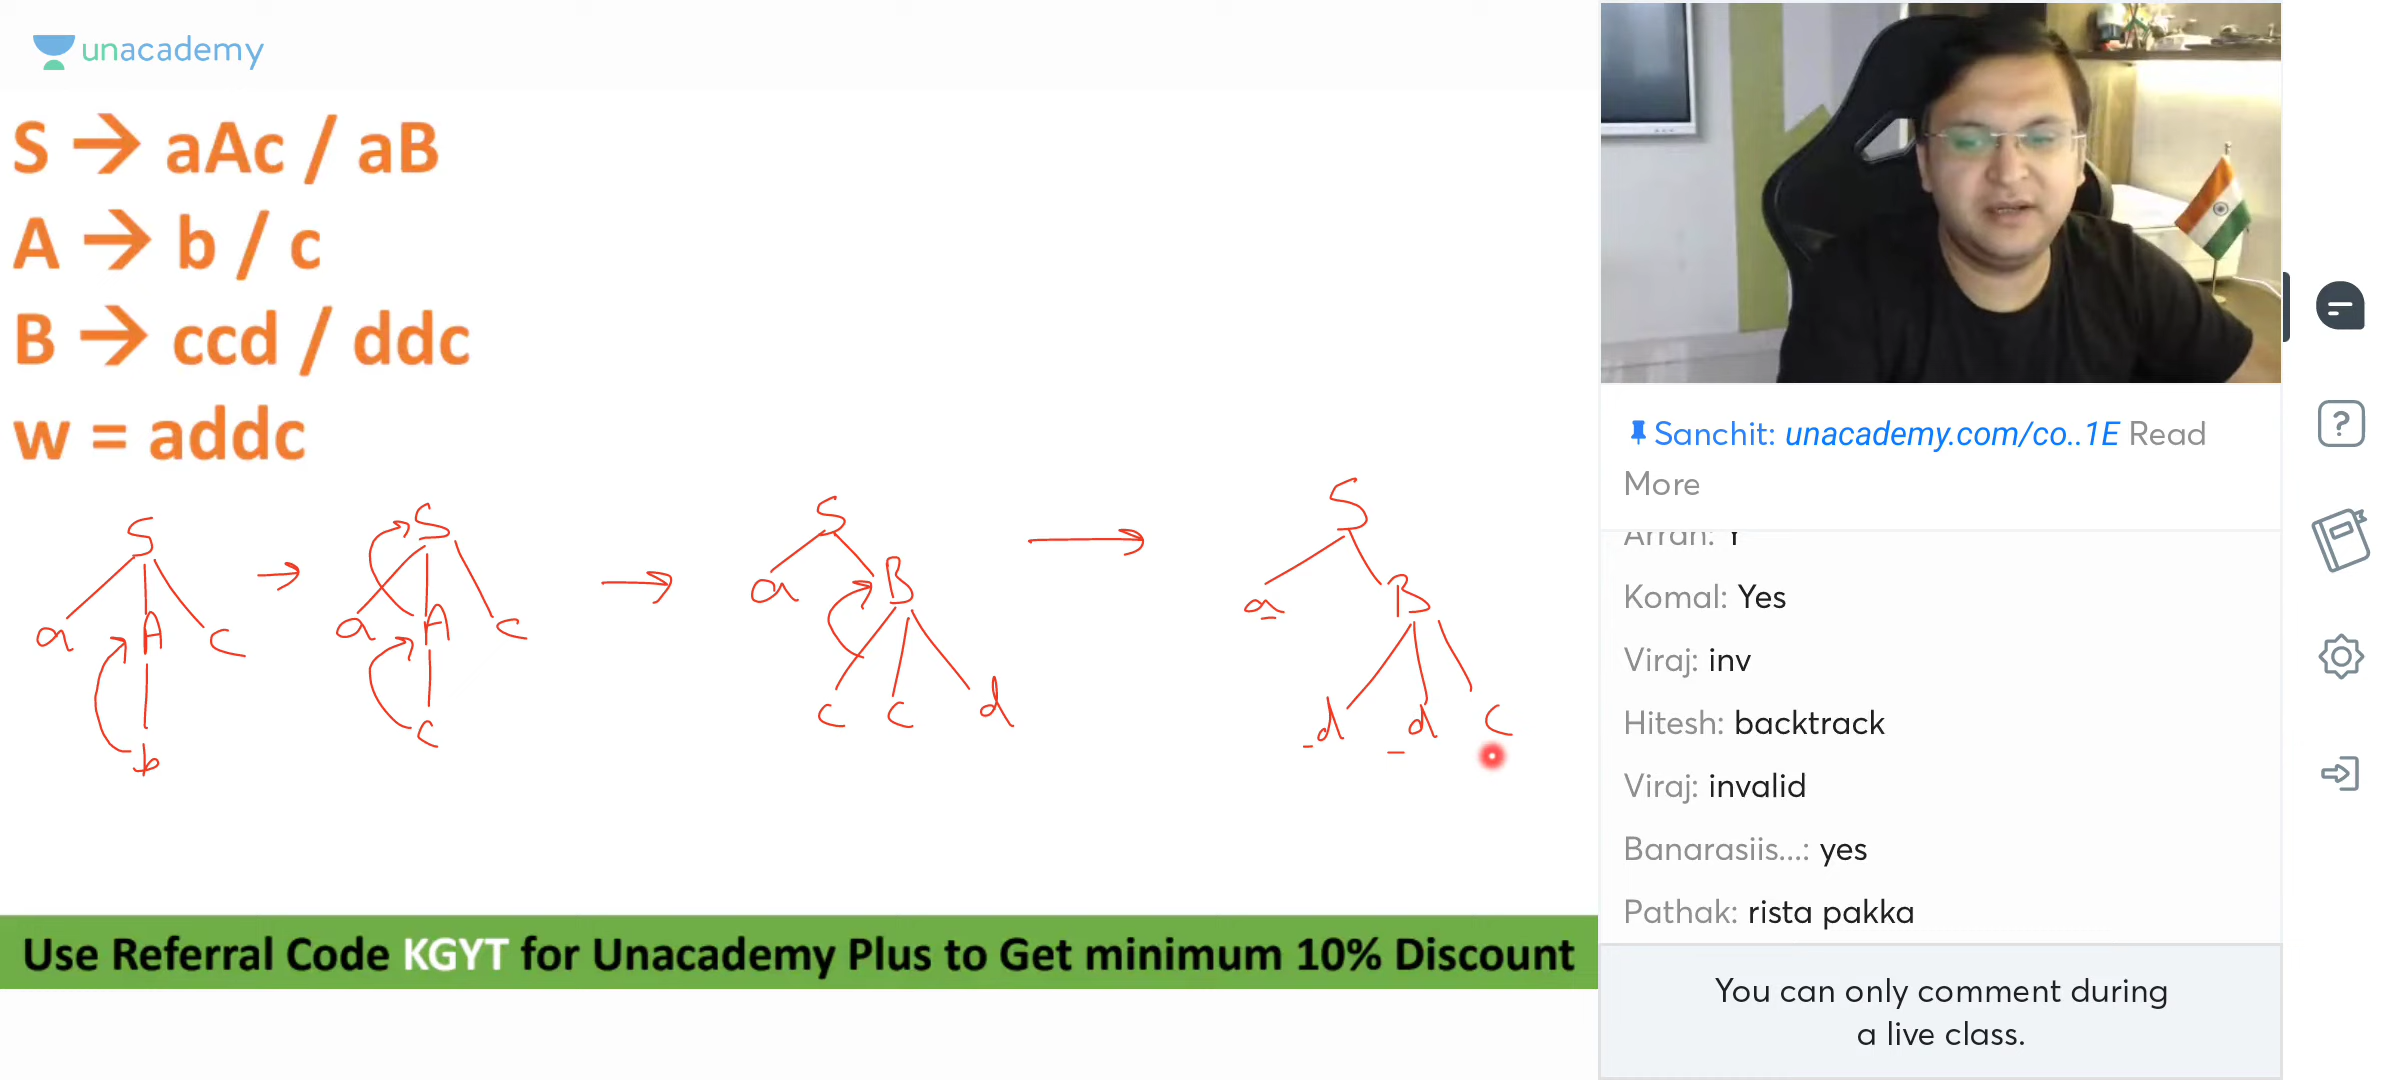 unacademy
S → aAc / aB
A → b / c
B → ccd / ddc
w = addc
S → S → S → S
a A c a A c a B a B
b c c c d d d c
Use Referral Code KGYT for Unacademy Plus to Get minimum 10% Discount
Sanchit: unacademy.com/co..1E Read
More
Arran: Y
Komal: Yes
Viraj: inv
Hitesh: backtrack
Viraj: invalid
Banarasiis...: yes
Pathak: rista pakka
You can only comment during
a live class.